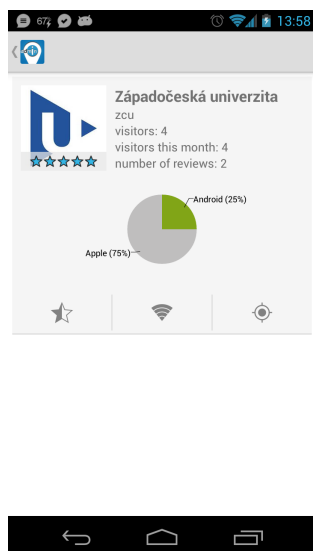 67° 13:58
Západočeská univerzita
zcu
visitors: 4
visitors this month: 4
number of reviews: 2
Android (25%)
Apple (75%)